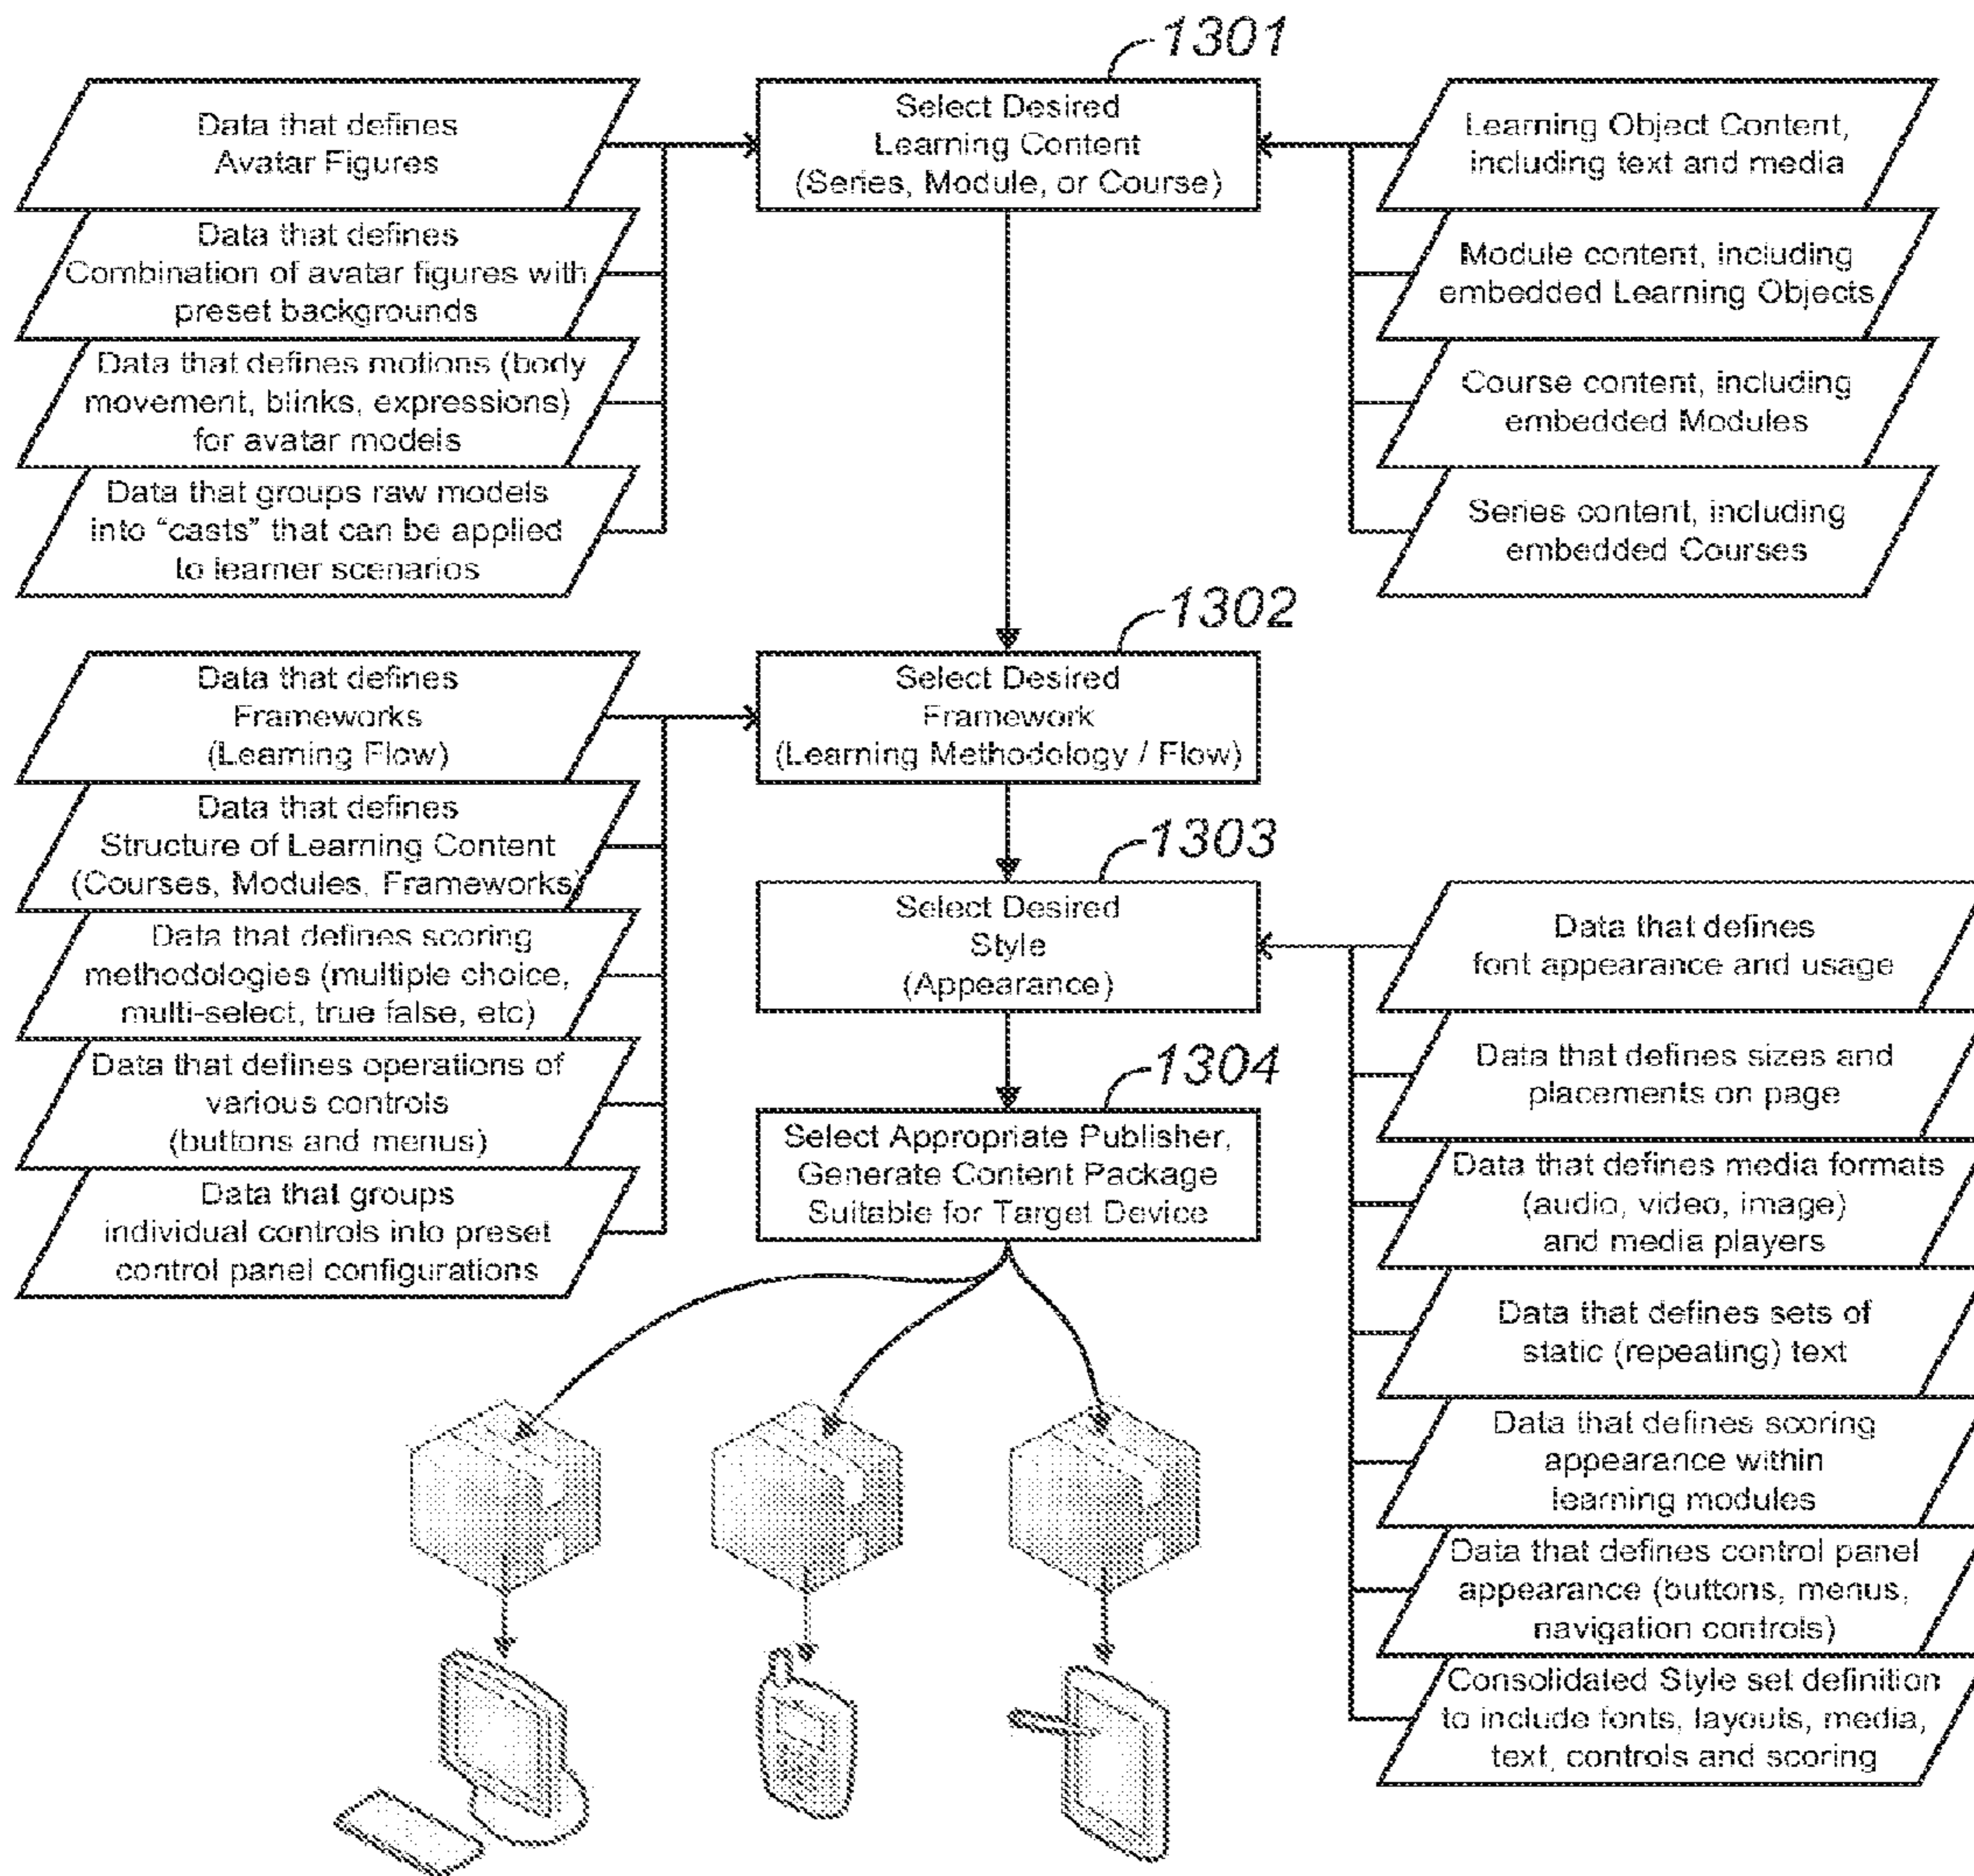 1301
Data that defines
Avatar Figures
Data that defines
Combination of avatar figures with
preset backgrounds
Data that defines motions (body
movement, blinks, expressions)
for avatar models
Data that groups raw models
into “casts” that can be applied
to learner scenarios
Select Desired
Learning Content
(Series, Module, or Course)
Learning Object Content,
including text and media
Module content, including
embedded Learning Objects
Course content, including
embedded Modules
Series content, including
embedded Courses
1302
Data that defines
Frameworks
(Learning Flow)
Data that defines
Structure of Learning Content
(Courses, Modules, Frameworks)
Data that defines scoring
methodologies (multiple choice,
multi-select, true false, etc)
Data that defines operations of
various controls
(buttons and menus)
Data that groups
individual controls into preset
control panel configurations
Select Desired
Framework
(Learning Methodology / Flow)
1303
Select Desired
Style
(Appearance)
1304
Select Appropriate Publisher,
Generate Content Package
Suitable for Target Device
Data that defines
font appearance and usage
Data that defines sizes and
placements on page
Data that defines media formats
(audio, video, image)
and media players
Data that defines sets of
static (repeating) text
Data that defines scoring
appearance within
learning modules
Data that defines control panel
appearance (buttons, menus,
navigation controls)
Consolidated Style set definition
to include fonts, layouts, media,
text, controls and scoring